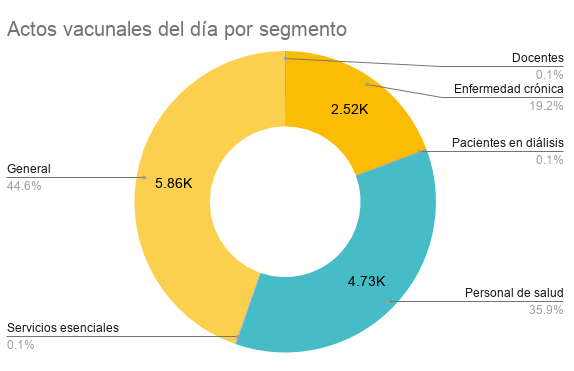 Actos vacunales del día por segmento
Docentes
0.1%
Enfermedad crónica
19.2%
2.52K
Pacientes en diálisis
0.1%
General
44.6%
5.86K
4.73K
Personal de salud
35.9%
Servicios esenciales
0.1%